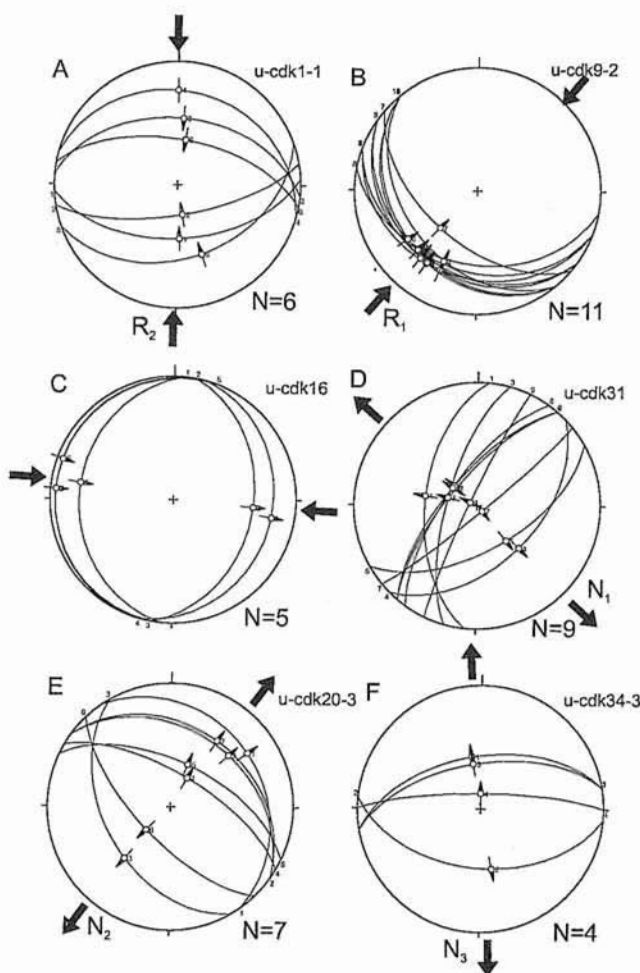 A
u-cdk1-1
R2
N=6
B
u-cdk9-2
R1
N=11
C
u-cdk16
N=5
D
u-cdk31
N1
N=9
E
u-cdk20-3
N2
N=7
F
u-cdk34-3
N3
N=4